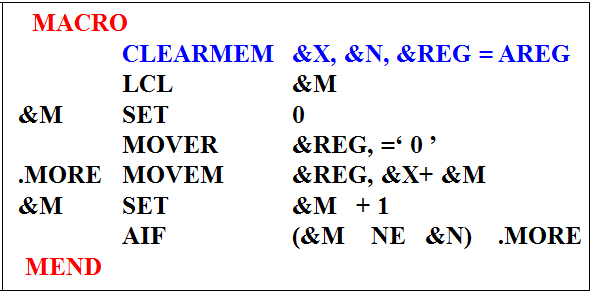 MACRO
CLEARMEM &X, &N, &REG = AREG
LCL &M
&M SET 0
MOVER &REG, =‘ 0 ’
.MORE MOVEM &REG, &X+ &M
&M SET &M + 1
AIF (&M NE &N) .MORE
MEND